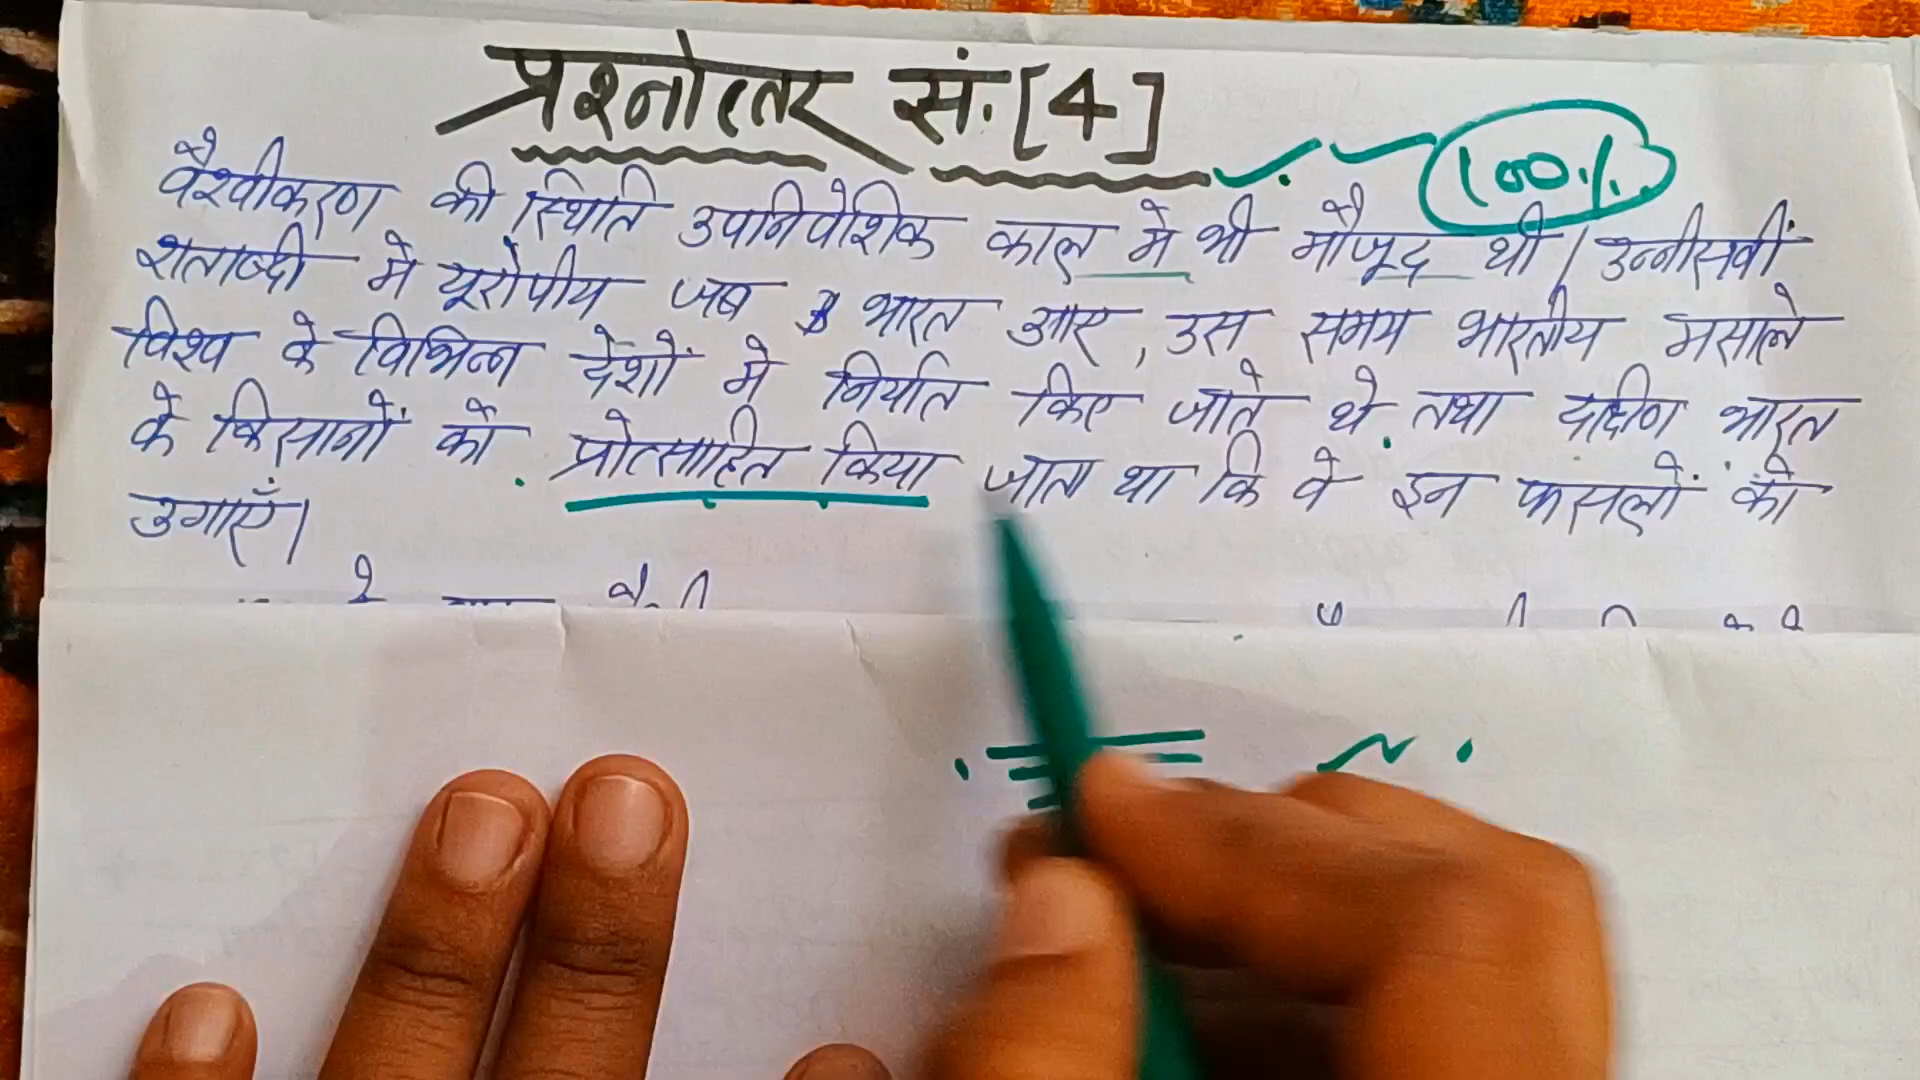 प्रश्नोत्तर सं.[4]
100%
वैश्वीकरण की स्थिति उपनिवेशिक काल मे भी मौजूद थी। उन्नीसवीं
शताब्दी में यूरोपीय जब भारत आए, उस समय भारतीय मसाले
विश्व के विभिन्न देशों में निर्यात किए जाते थे तथा दक्षीण भारत
के किसानों को प्रोत्साहित किया जाता था कि वे इन फसलों को
उगाएँ।